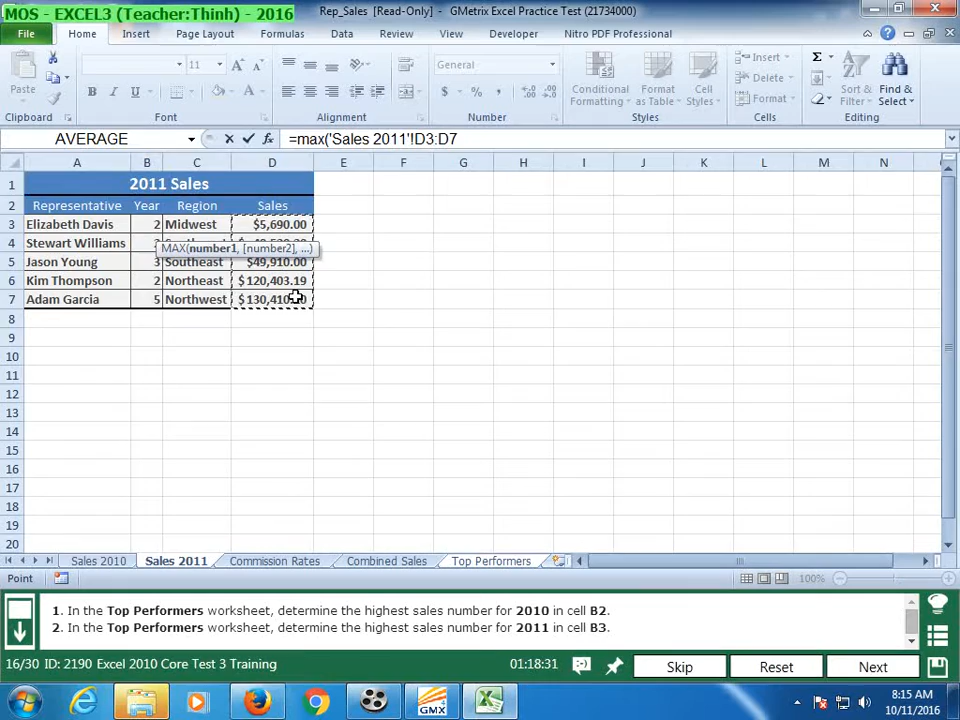 MOS - EXCEL3 (Teacher:Thinh) - 2016
Rep_Sales [Read-Only] - GMetrix Excel Practice Test (21734000)
File Home Insert Page Layout Formulas Data Review View Developer Nitro PDF Professional
Paste
11 A A
B I U A
General
$ % ,
Conditional Formatting
Format as Table
Cell Styles
Insert
Delete
Format
Σ
Sort & Filter
Find & Select
Clipboard Font Alignment Number Styles Cells Editing
AVERAGE fx =max('Sales 2011'!D3:D7
A B C D E F G H I J K L M N
1 2011 Sales
2 Representative Year Region Sales
3 Elizabeth Davis 2 Midwest $5,690.00
4 Stewart Williams
MAX(number1, [number2], ...)
5 Jason Young 3 Southeast $49,910.00
6 Kim Thompson 2 Northeast $120,403.19
7 Adam Garcia 5 Northwest
8
9
10
11
12
13
14
15
16
17
18
19
20
Sales 2010 Sales 2011 Commission Rates Combined Sales Top Performers
Point 100%
1. In the Top Performers worksheet, determine the highest sales number for 2010 in cell B2.
2. In the Top Performers worksheet, determine the highest sales number for 2011 in cell B3.
16/30 ID: 2190 Excel 2010 Core Test 3 Training 01:18:31 Skip Reset Next
GMX
8:15 AM
10/11/2016